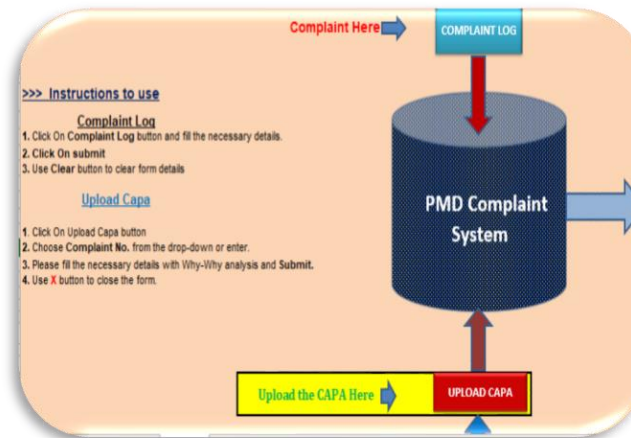 Complaint Here
COMPLAINT LOG
>>> Instructions to use
Complaint Log
1. Click On Complaint Log button and fill the necessary details.
2. Click On submit
3. Use Clear button to clear form details
Upload Capa
1. Click On Upload Capa button
2. Choose Complaint No. from the drop-down or enter.
3. Please fill the necessary details with Why-Why analysis and Submit.
4. Use X button to close the form.
PMD Complaint
System
Upload the CAPA Here
UPLOAD CAPA